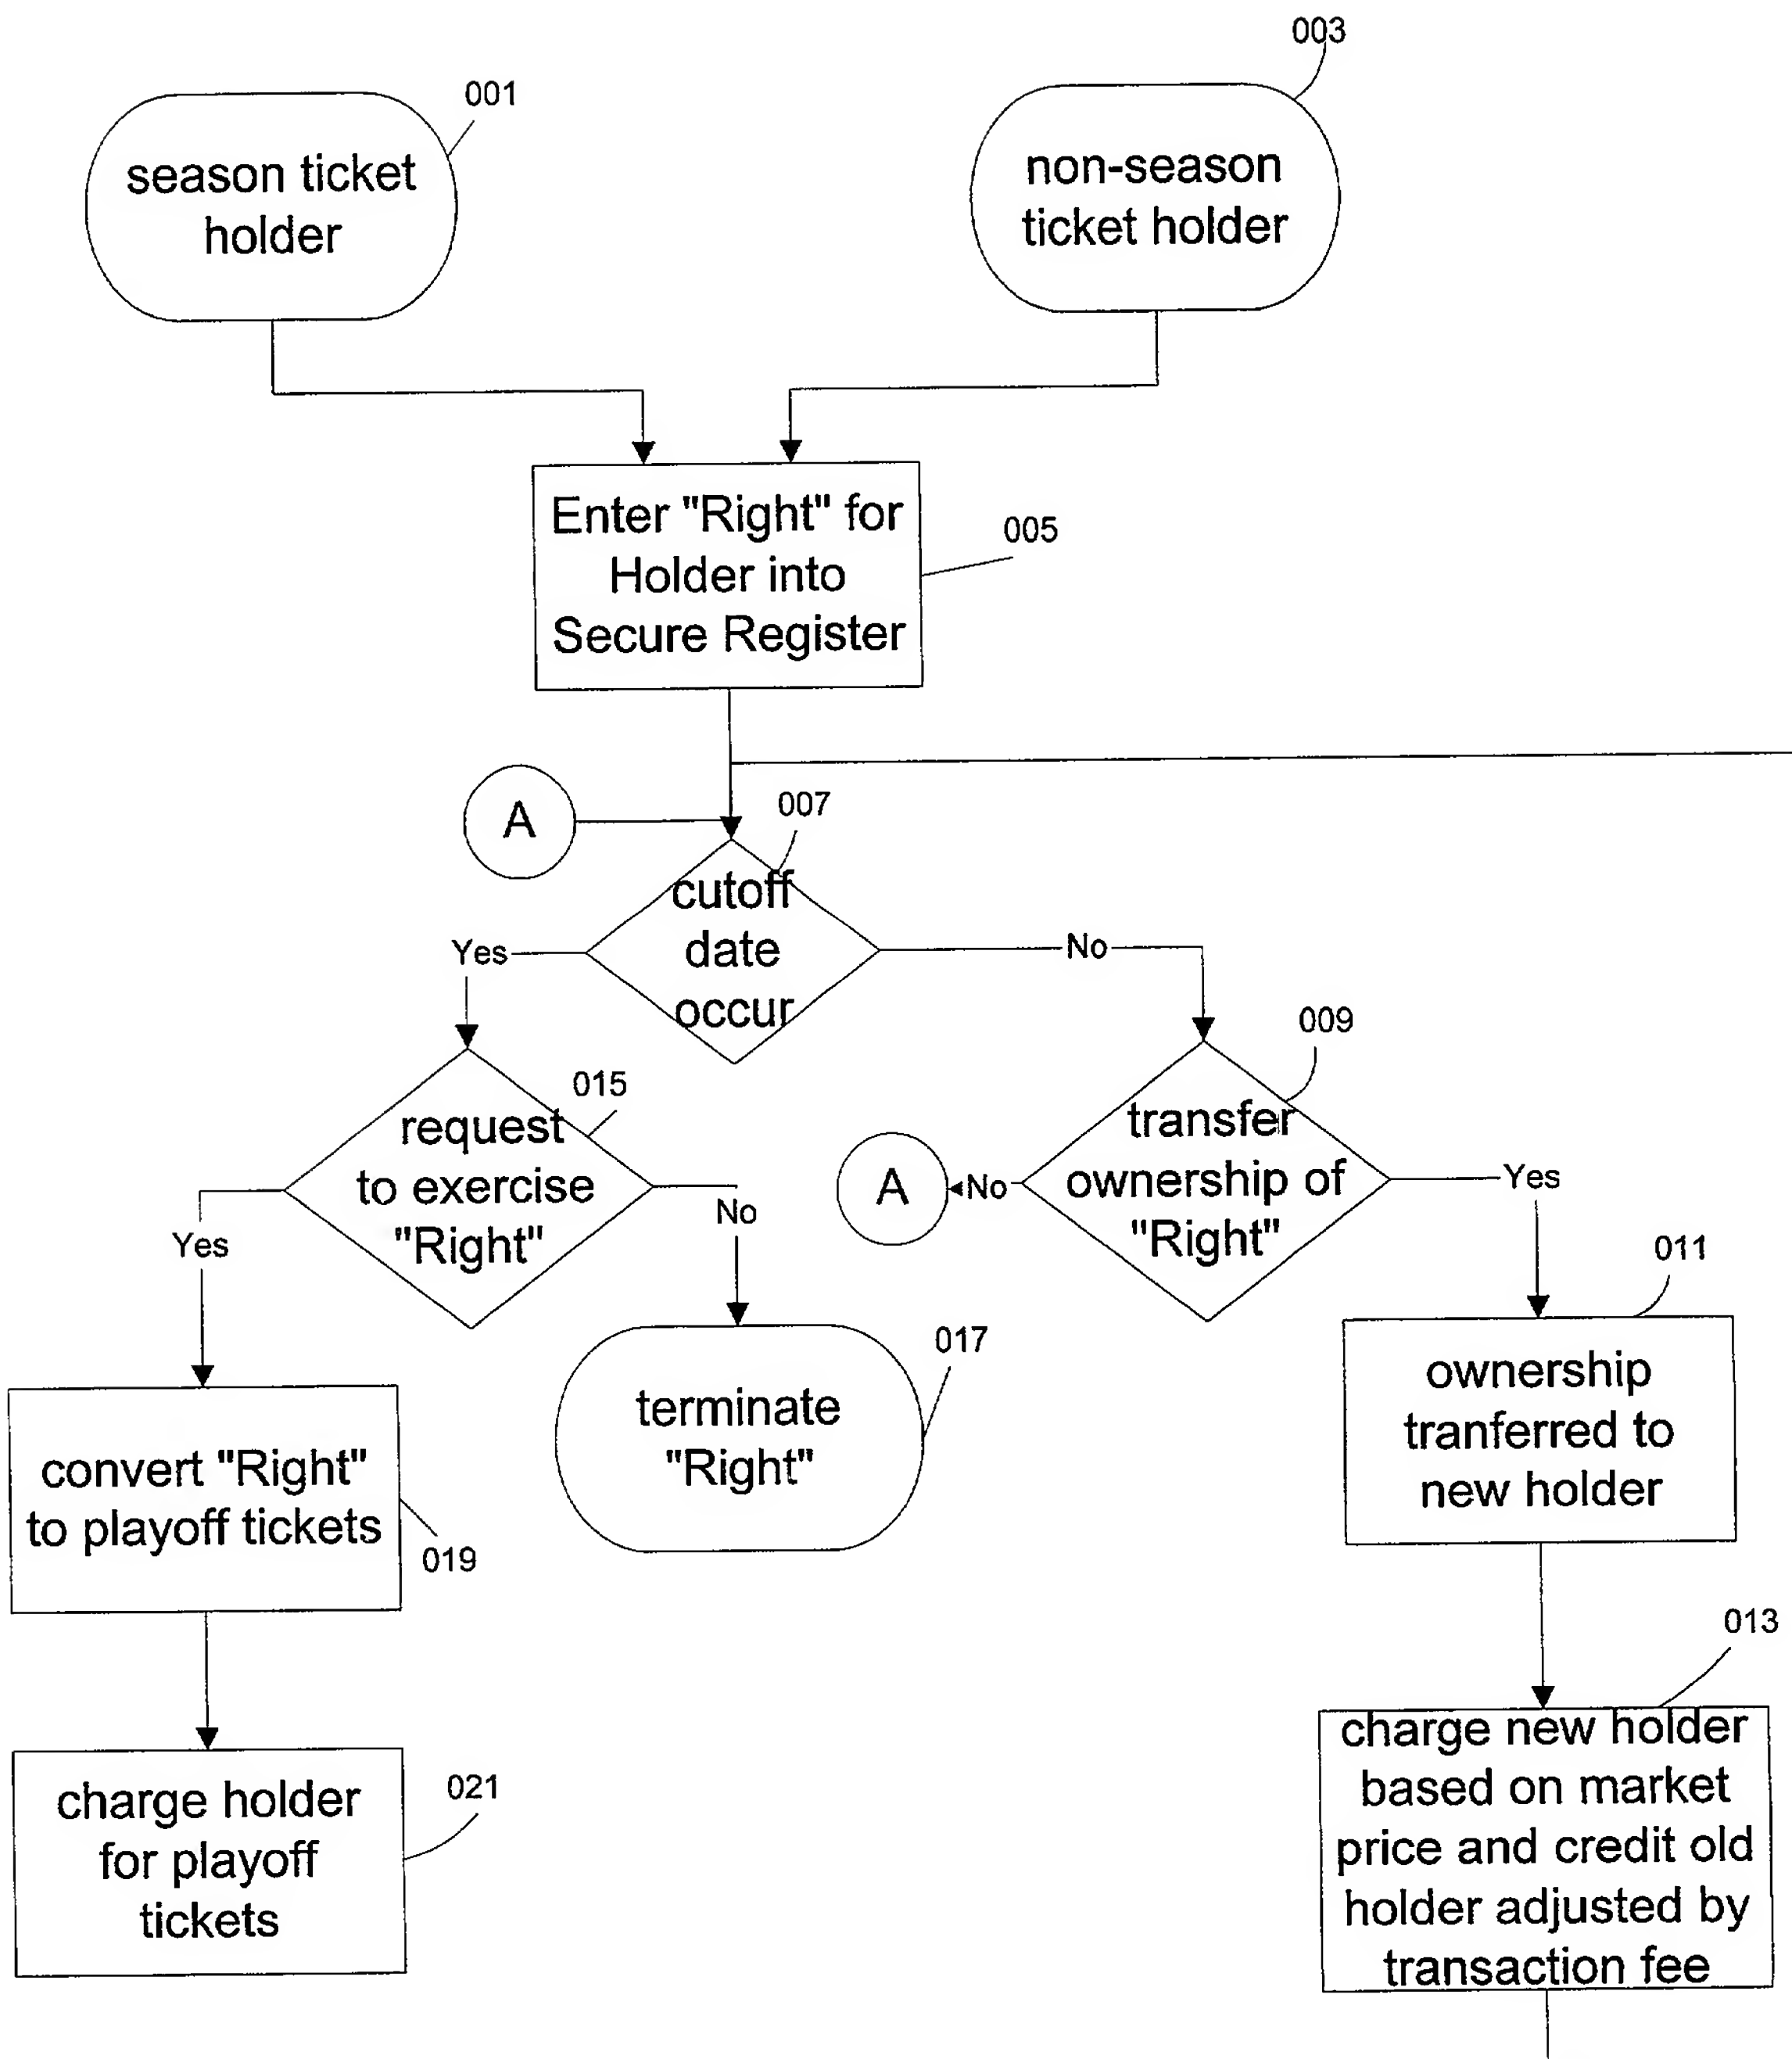 003
001
season ticket
holder
non-season
ticket holder
Enter "Right" for
Holder into
Secure Register
005
A
007
cutoff
date
occur
Yes
No
009
015
request
to exercise
"Right"
transfer
ownership of
"Right"
A
No
Yes
Yes
No
011
017
terminate
"Right"
ownership
tranferred to
new holder
convert "Right"
to playoff tickets
019
013
charge new holder
based on market
price and credit old
holder adjusted by
transaction fee
021
charge holder
for playoff
tickets